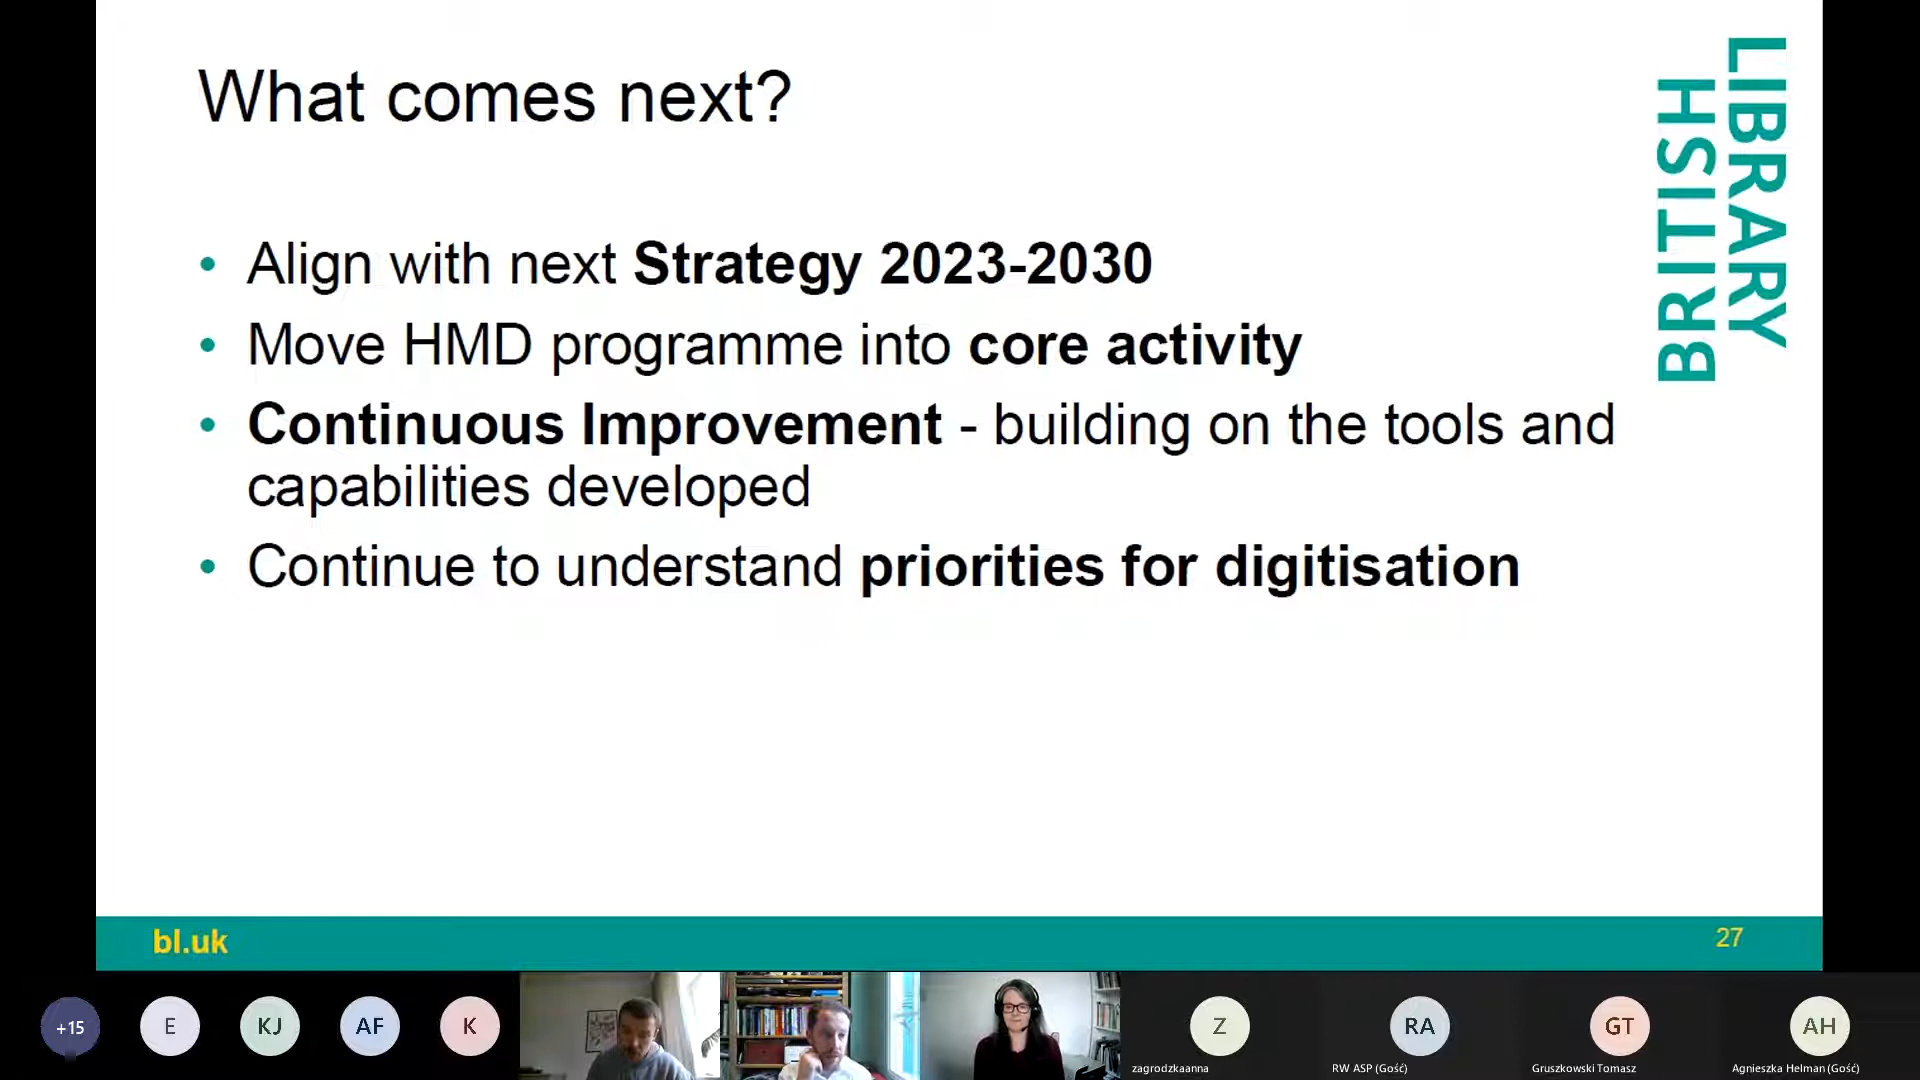 What comes next?
BRITISH
LIBRARY
• Align with next Strategy 2023-2030
• Move HMD programme into core activity
• Continuous Improvement - building on the tools and
capabilities developed
• Continue to understand priorities for digitisation
bl.uk
27
+15
E
KJ
AF
K
Z
RA
GT
AH
zagrodzkaanna
RW ASP (Gość)
Gruszkowski Tomasz
Agnieszka Helman (Gość)